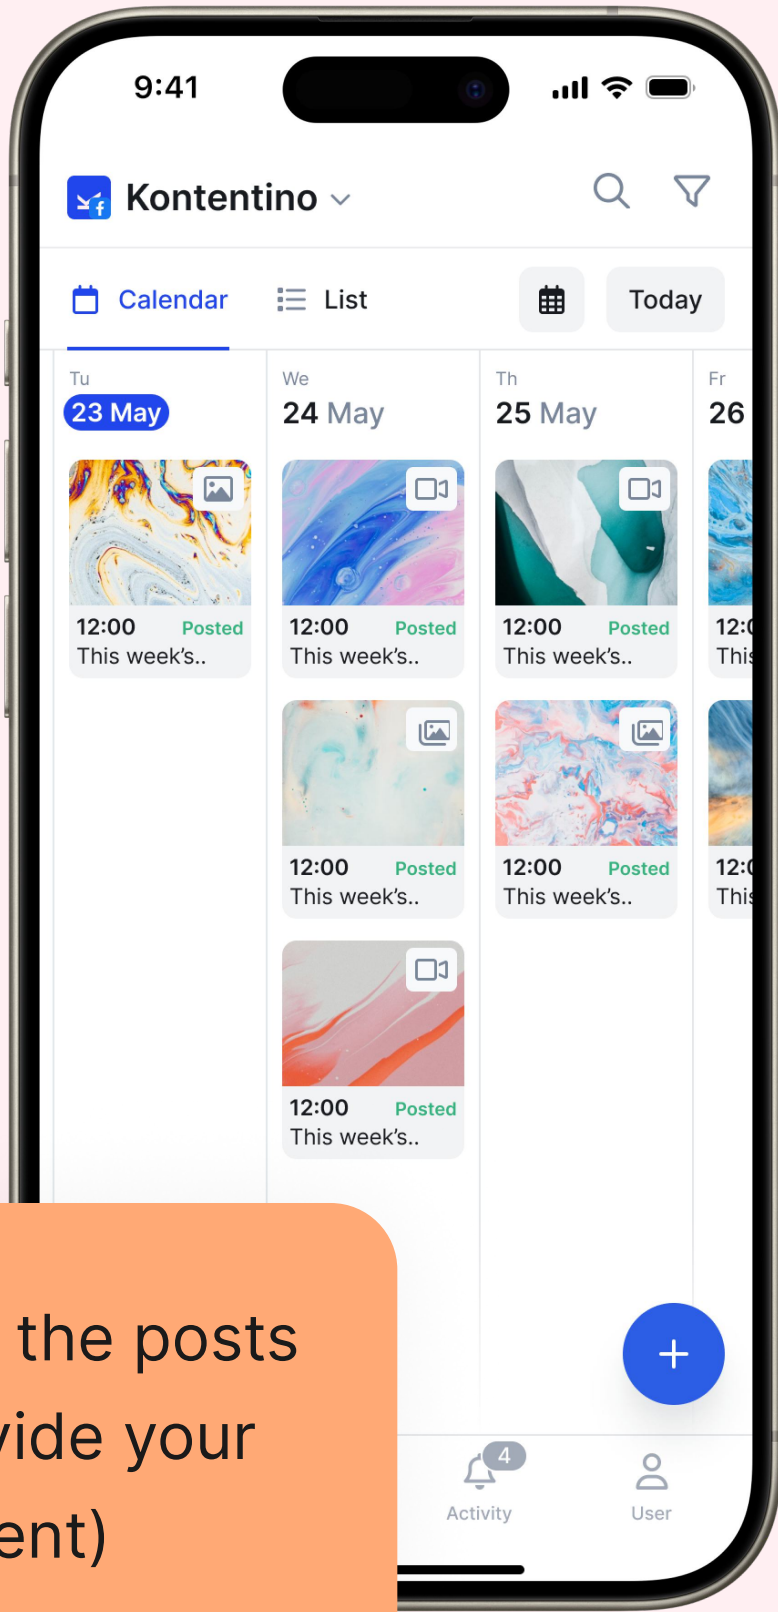 9:41
Kontentino
Calendar
List
Today
Tu
23 May
We
24 May
Th
25 May
Fr
26
12:00 Posted
This week’s..
12:00 Posted
This week’s..
12:00 Posted
This week’s..
12:00 Posted
This week’s..
12:00 Posted
This week’s..
12:00 Posted
This week’s..
the posts
your
4
Activity
User